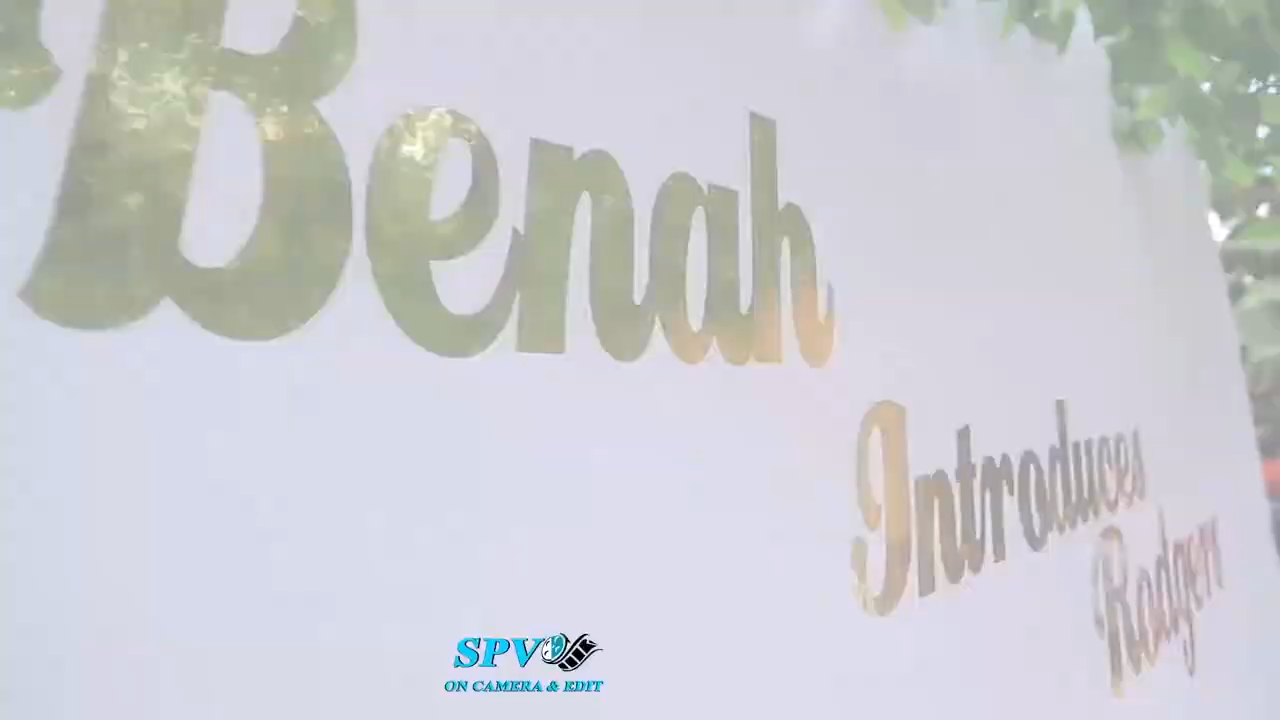 Benah
Introduces
Rodgers
SPV
ON CAMERA & EDIT